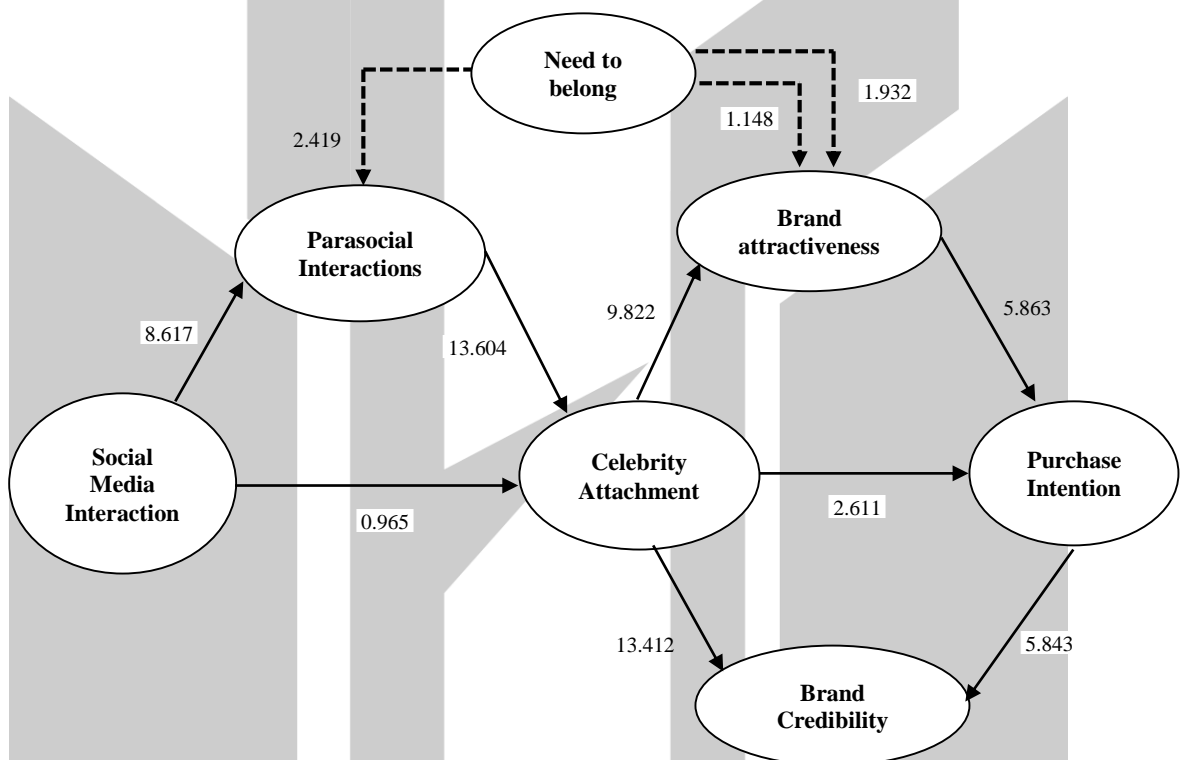 Need to
belong
1.932
1.148
2.419
Brand
attractiveness
Parasocial
Interactions
9.822
5.863
8.617
13.604
Social
Media
Interaction
Celebrity
Attachment
Purchase
Intention
0.965
2.611
13.412
5.843
Brand
Credibility